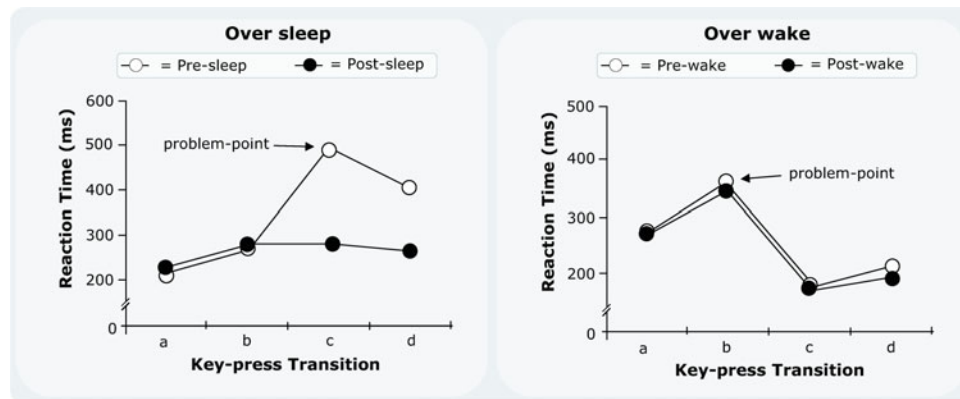 Over sleep
= Pre-sleep = Post-sleep
Reaction Time (ms)
600
500
400
300
200
0
problem-point
a b c d
Key-press Transition
Over wake
= Pre-wake = Post-wake
Reaction Time (ms)
500
400
300
200
0
problem-point
a b c d
Key-press Transition